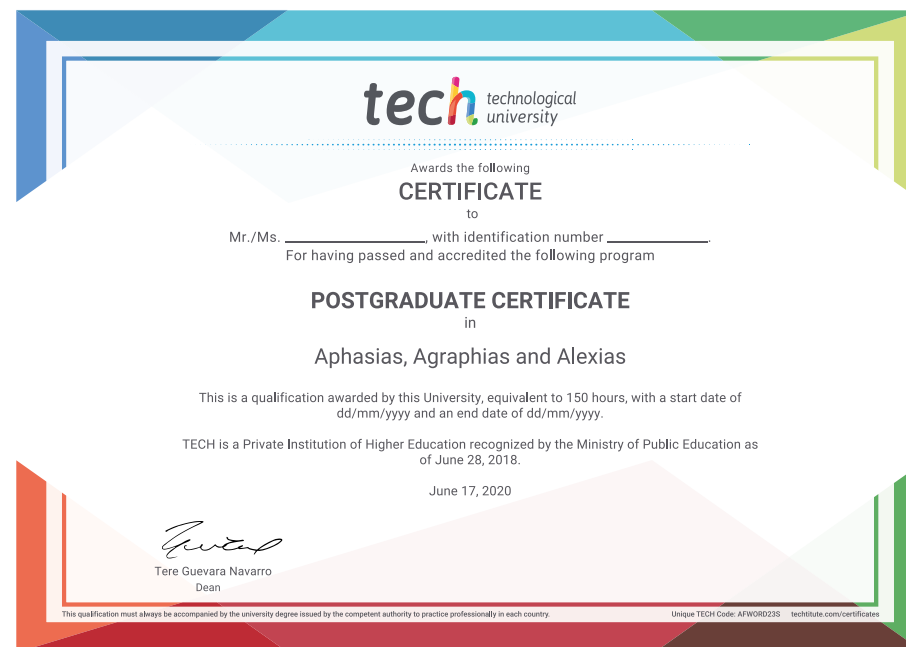 tech technological
university
Awards the following
CERTIFICATE
to
Mr./Ms. ____________, with identification number ____________.
For having passed and accredited the following program
POSTGRADUATE CERTIFICATE
in
Aphasias, Agraphias and Alexias
This is a qualification awarded by this University, equivalent to 150 hours, with a start date of
dd/mm/yyyy and an end date of dd/mm/yyyy.
TECH is a Private Institution of Higher Education recognized by the Ministry of Public Education as
of June 28, 2018.
June 17, 2020
Tere Guevara Navarro
Dean
This qualification must always be accompanied by the university degree issued by the competent authority to practice professionally in each country. Unique TECH Code: AFWORD23S techtitute.com/certificates